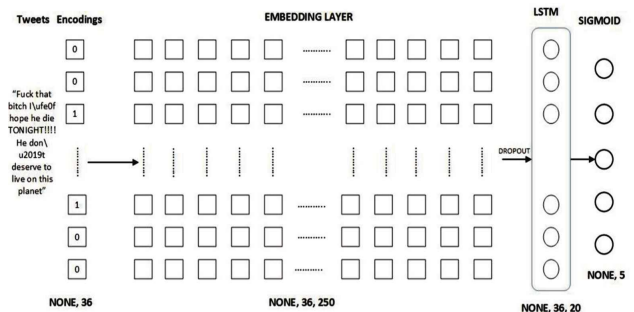 Tweets Encodings EMBEDDING LAYER LSTM SIGMOID
"Fuck that
bitch I\ufe0f
hope he die
TONIGHT!!!!
He don\
u2019t
deserve to
live on this
planet"
0
0
1
1
0
0
DROPOUT
NONE, 36
NONE, 36, 250
NONE, 36, 20
NONE, 5